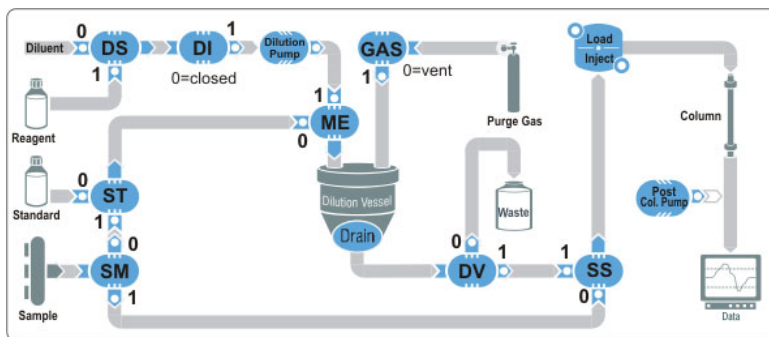 0
1
1
Diluent
DS
DI
Dilution
Pump
GAS
Load
Inject
1
0=closed
1
0=vent
Reagent
1
ME
0
Purge Gas
Column
0
ST
Standard
1
Dilution Vessel
Waste
Post
Col. Pump
Drain
0
SM
0
DV
1
1
SS
Sample
1
0
Data